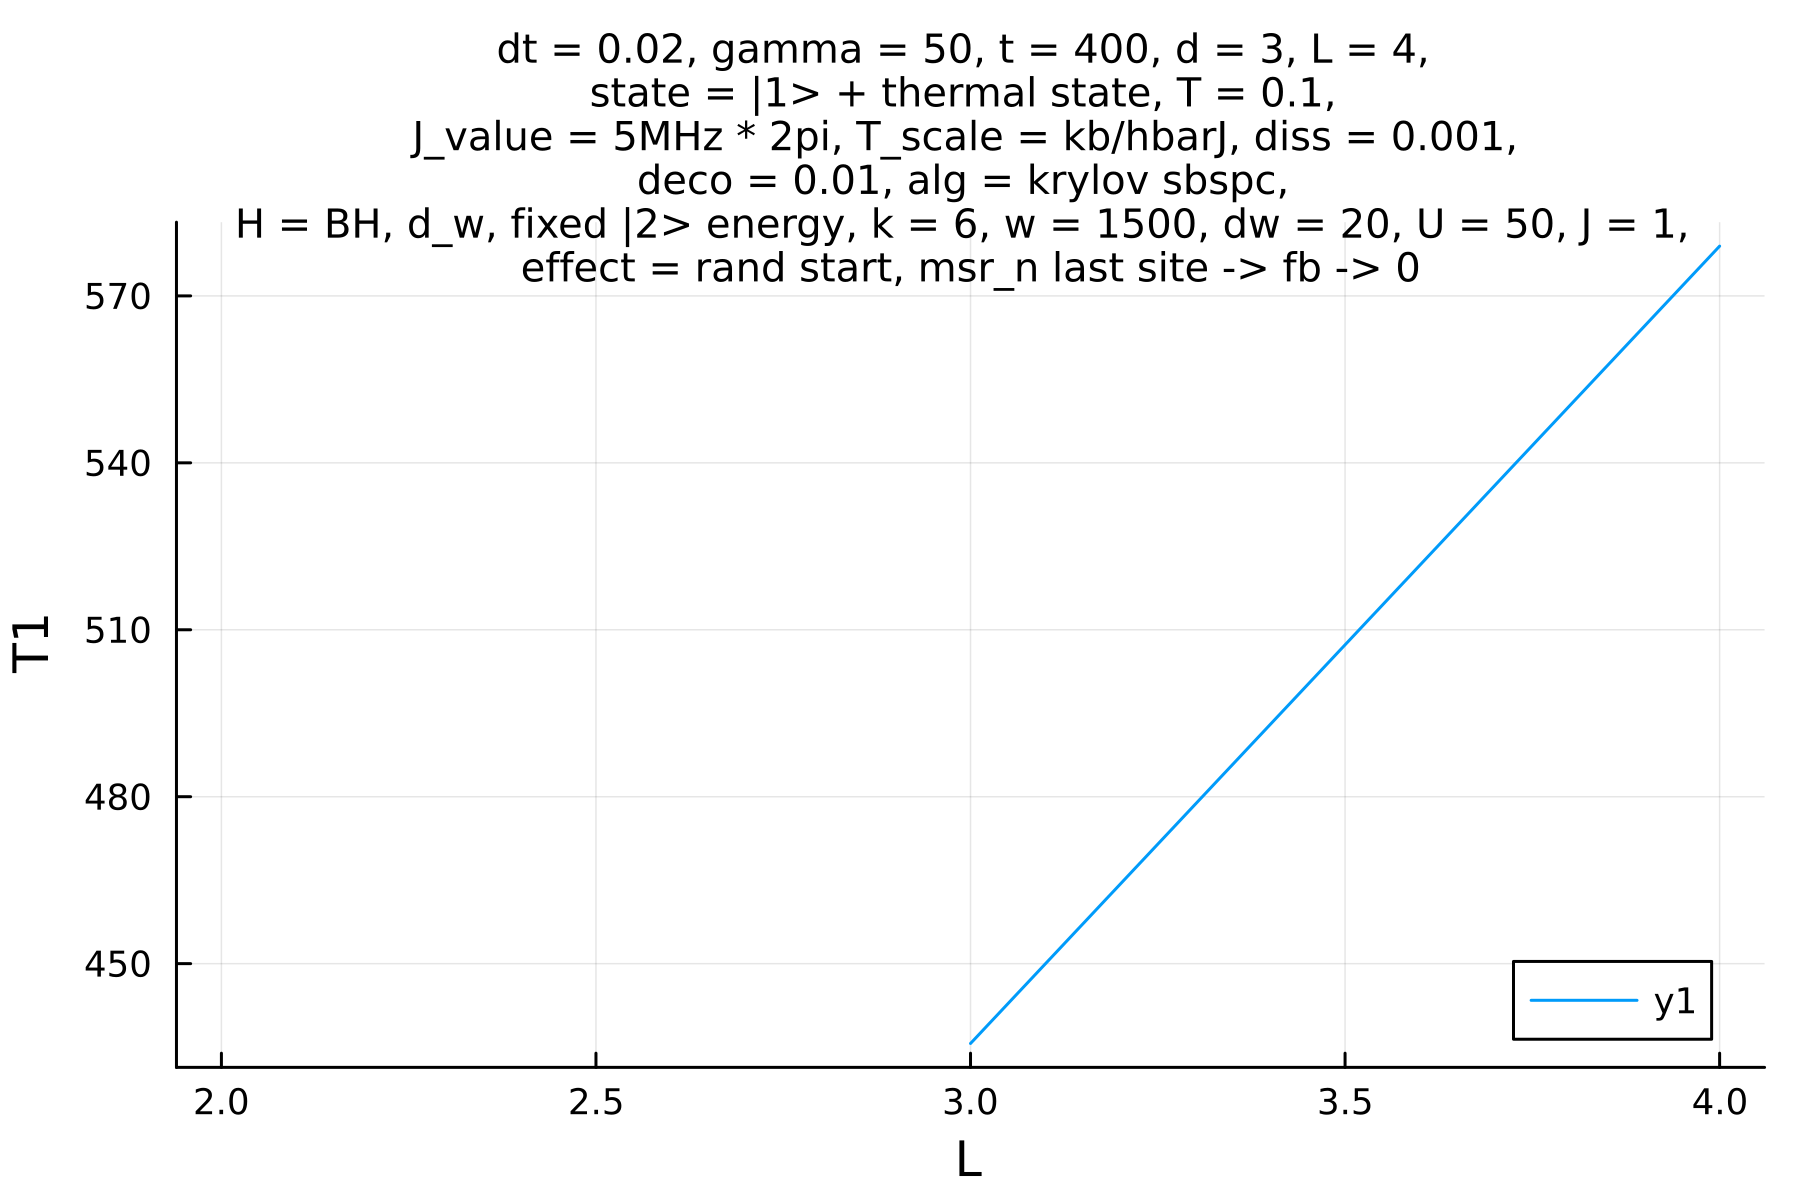 dt = 0.02, gamma = 50, t = 400, d = 3, L = 4,
state = |1> + thermal state, T = 0.1,
J_value = 5MHz * 2pi, T_scale = kb/hbarJ, diss = 0.001,
deco = 0.01, alg = krylov sbspc,
H = BH, d_w, fixed |2> energy, k = 6, w = 1500, dw = 20, U = 50, J = 1,
effect = rand start, msr_n last site -> fb -> 0
570
540
510
480
450
T1
y1
2.0 2.5 3.0 3.5 4.0
L